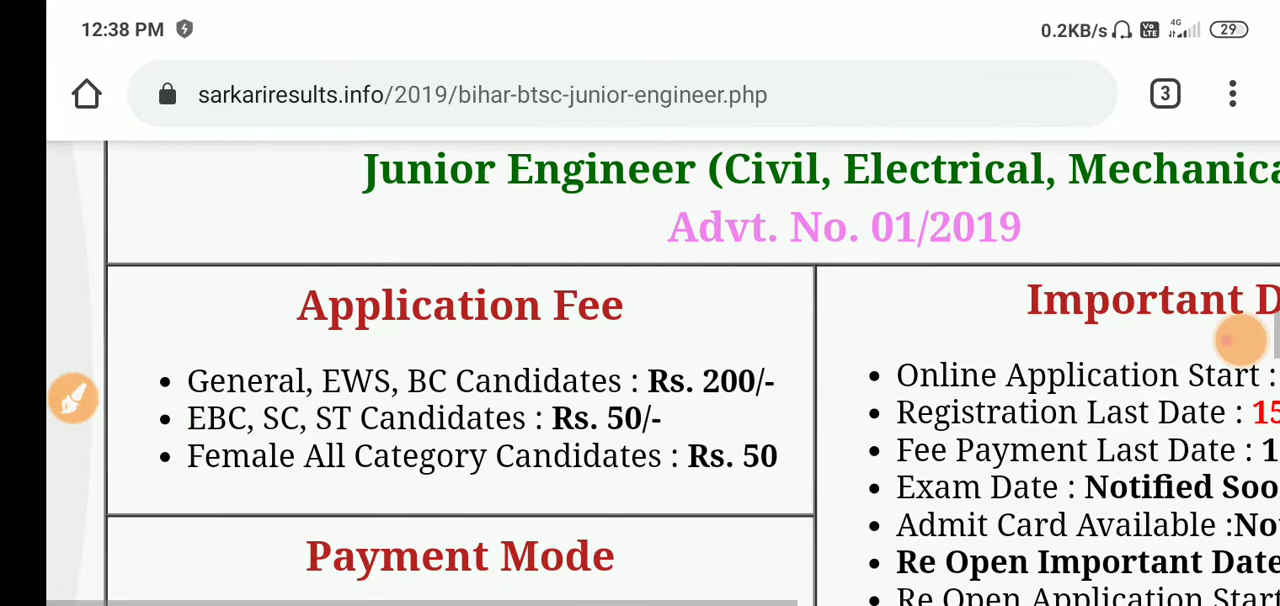 12:38 PM
0.2KB/s
Vo LTE
4G
29
sarkariresults.info/2019/bihar-btsc-junior-engineer.php
3
Junior Engineer (Civil, Electrical,
Advt. No. 01/2019
Application Fee
• General, EWS, BC Candidates : Rs. 200/-
• EBC, SC, ST Candidates : Rs. 50/-
• Female All Category Candidates : Rs. 50
Payment Mode
Important
• Online Application Start :
• Registration Last Date : 15
• Fee Payment Last Date : 1
• Exam Date : Notified
• Admit Card Available :
• Re Open Important Date
Re Open Application Start